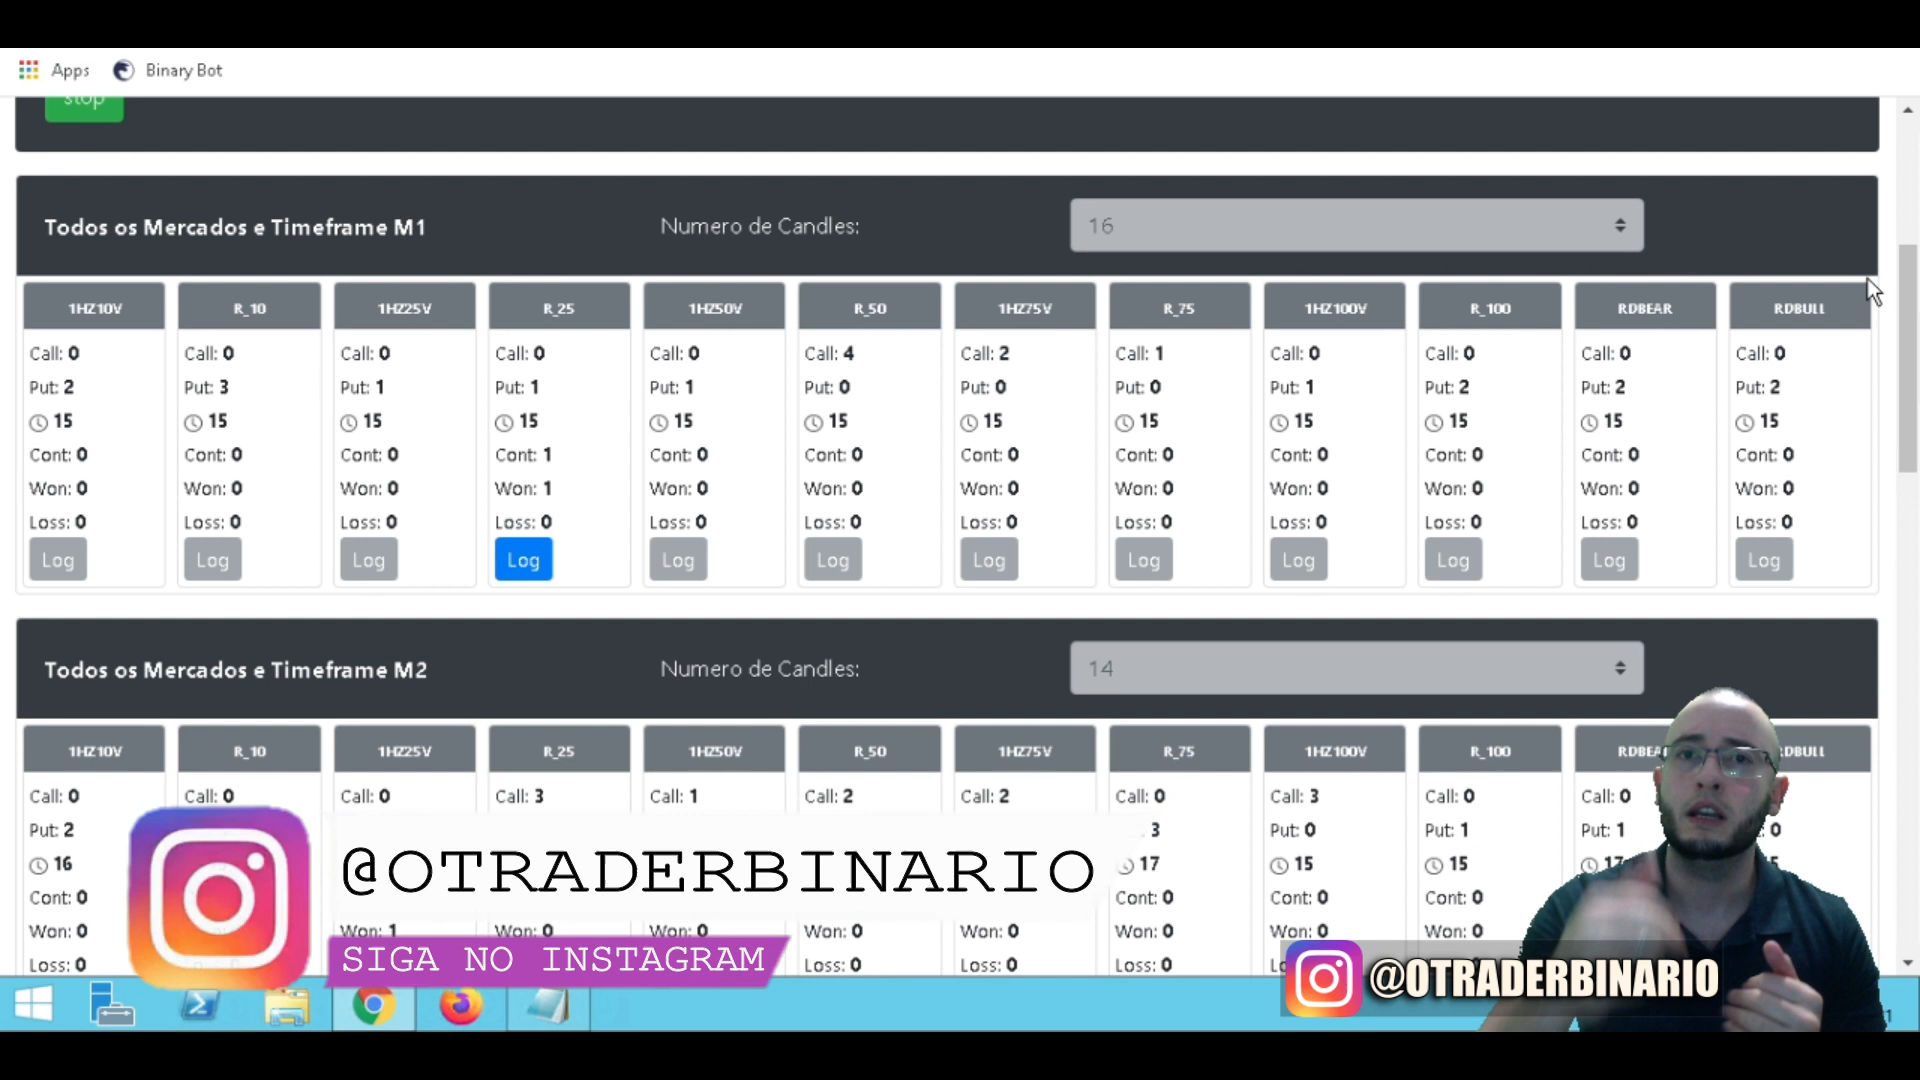 Apps Binary Bot
stop
Todos os Mercados e Timeframe M1 Numero de Candles: 16
1HZ10V R_10 1HZ25V R_25 1HZ50V R_50 1HZ75V R_75 1HZ100V R_100 RDBEAR RDBULL
Call: 0 Call: 0 Call: 0 Call: 0 Call: 0 Call: 4 Call: 2 Call: 1 Call: 0 Call: 0 Call: 0 Call: 0
Put: 2 Put: 3 Put: 1 Put: 1 Put: 1 Put: 0 Put: 0 Put: 0 Put: 1 Put: 2 Put: 2 Put: 2
15 15 15 15 15 15 15 15 15 15 15 15
Cont: 0 Cont: 0 Cont: 0 Cont: 1 Cont: 0 Cont: 0 Cont: 0 Cont: 0 Cont: 0 Cont: 0 Cont: 0 Cont: 0
Won: 0 Won: 0 Won: 0 Won: 1 Won: 0 Won: 0 Won: 0 Won: 0 Won: 0 Won: 0 Won: 0 Won: 0
Loss: 0 Loss: 0 Loss: 0 Loss: 0 Loss: 0 Loss: 0 Loss: 0 Loss: 0 Loss: 0 Loss: 0 Loss: 0 Loss: 0
Log Log Log Log Log Log Log Log Log Log Log Log
Todos os Mercados e Timeframe M2 Numero de Candles: 14
1HZ10V R_10 1HZ25V R_25 1HZ50V R_50 1HZ75V R_75 1HZ100V R_100
Call: 0 Call: 0 Call: 0 Call: 3 Call: 1 Call: 2 Call: 2 Call: 0 Call: 3 Call: 0 Call: 0
Put: 2 3 Put: 0 Put: 1 Put: 1 0
16 17 15 15
Cont: 0 Cont: 0 Cont: 0 Cont: 0
Won: 0 Won: 1 Won: 0 Won: 0 Won: 0 Won: 0 Won: 0 Won: 0 Won: 0
Loss: 0 Loss: 0 Loss: 0 Loss: 0
@OTRADERBINARIO
SIGA NO INSTAGRAM
@OTRADERBINARIO